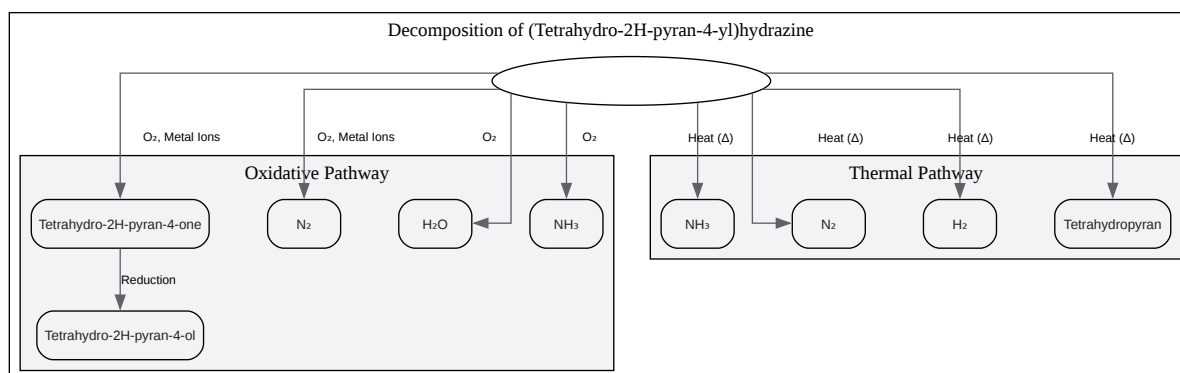 Decomposition of (Tetrahydro-2H-pyran-4-yl)hydrazine
O₂, Metal Ions
O₂, Metal Ions
O₂
O₂
Heat (Δ)
Heat (Δ)
Heat (Δ)
Heat (Δ)
Oxidative Pathway
Thermal Pathway
Tetrahydro-2H-pyran-4-one
N₂
H₂O
NH₃
NH₃
N₂
H₂
Tetrahydropyran
Reduction
Tetrahydro-2H-pyran-4-ol